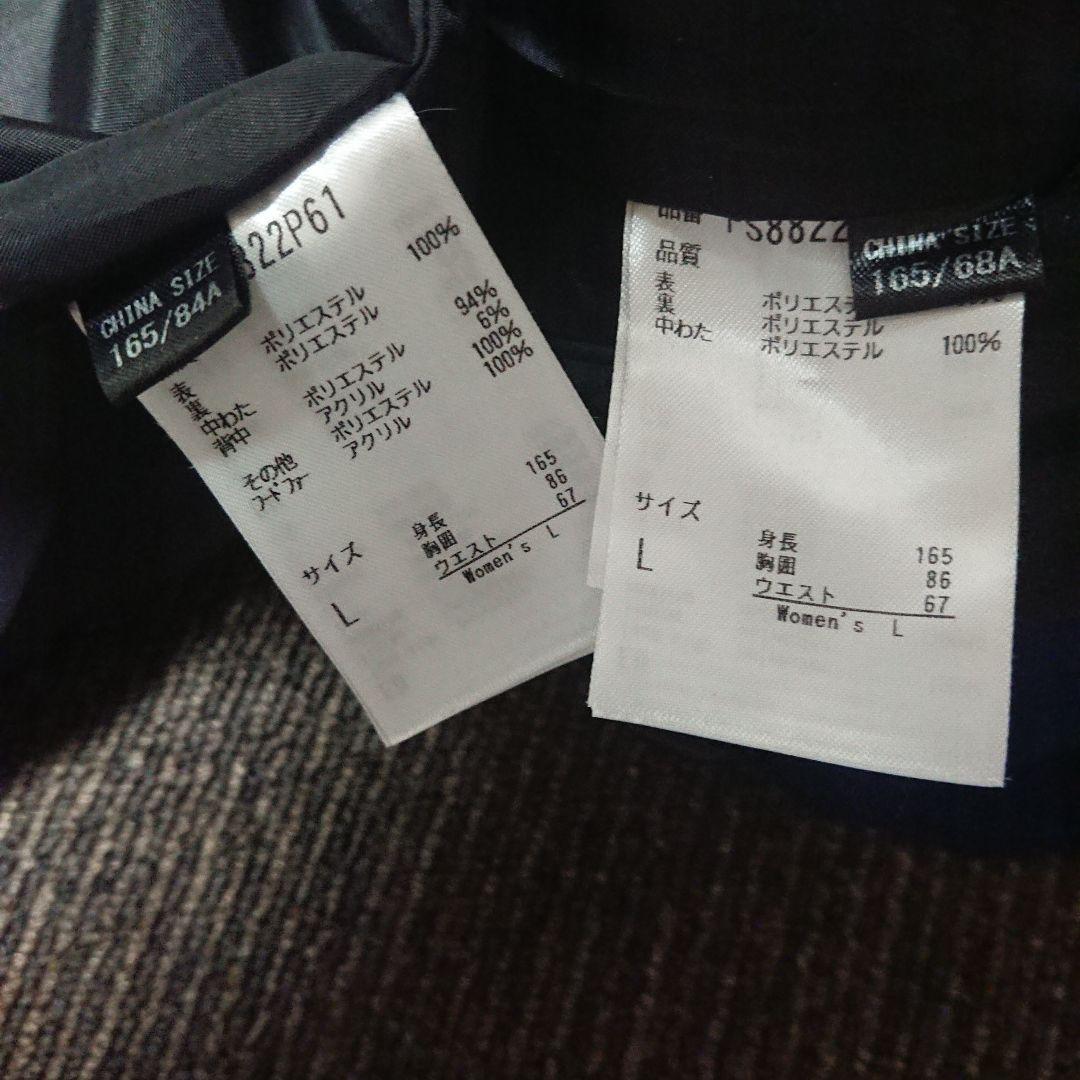 CHINA SIZE
165/84A
822P61
100%
表 ポリエステル
裏 ポリエステル
中わた ポリエステル 94%
背中 アクリル 6%
ポリエステル 100%
アクリル 100%
その他
フードファー
サイズ
L
身長 165
胸囲 86
ウエスト 67
Women's L
CHINA SIZE
165/68A
品番 PS8822
品質
表
裏 ポリエステル
中わた ポリエステル
ポリエステル 100%
サイズ
L
身長 165
胸囲 86
ウエスト 67
Women's L